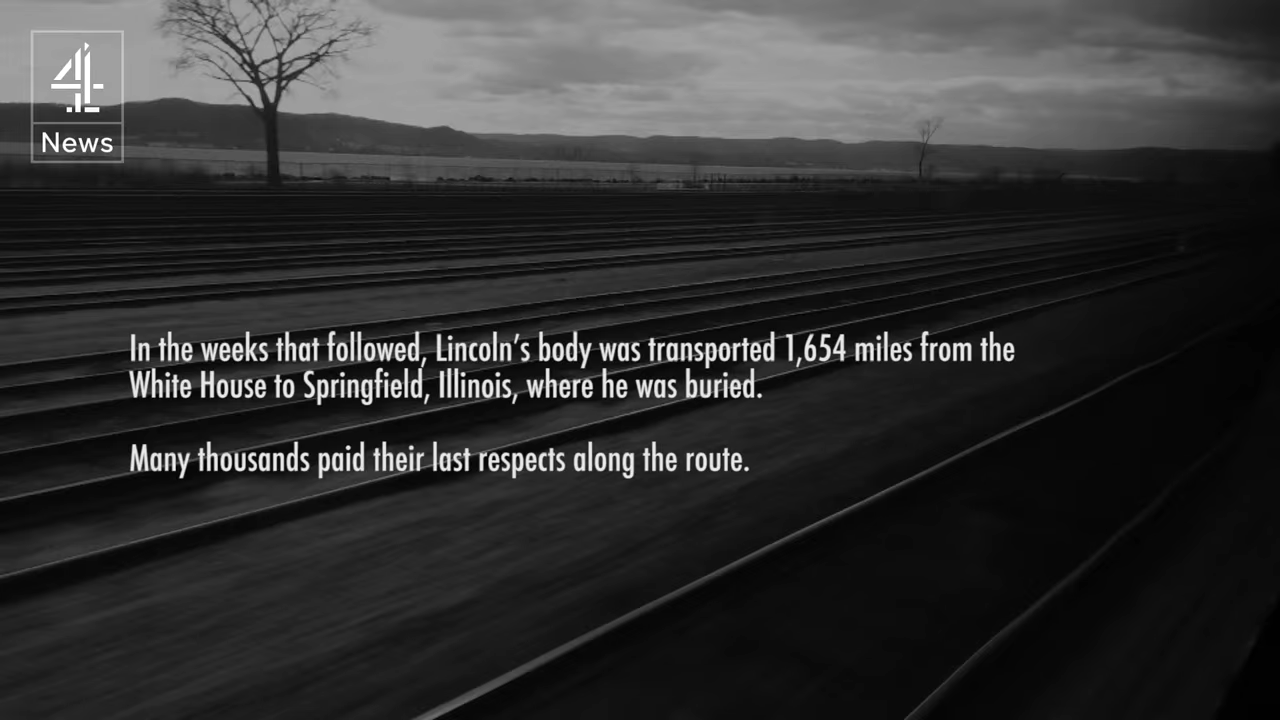 4
News
In the weeks that followed, Lincoln's body was transported 1,654 miles from the
White House to Springfield, Illinois, where he was buried.
Many thousands paid their last respects along the route.